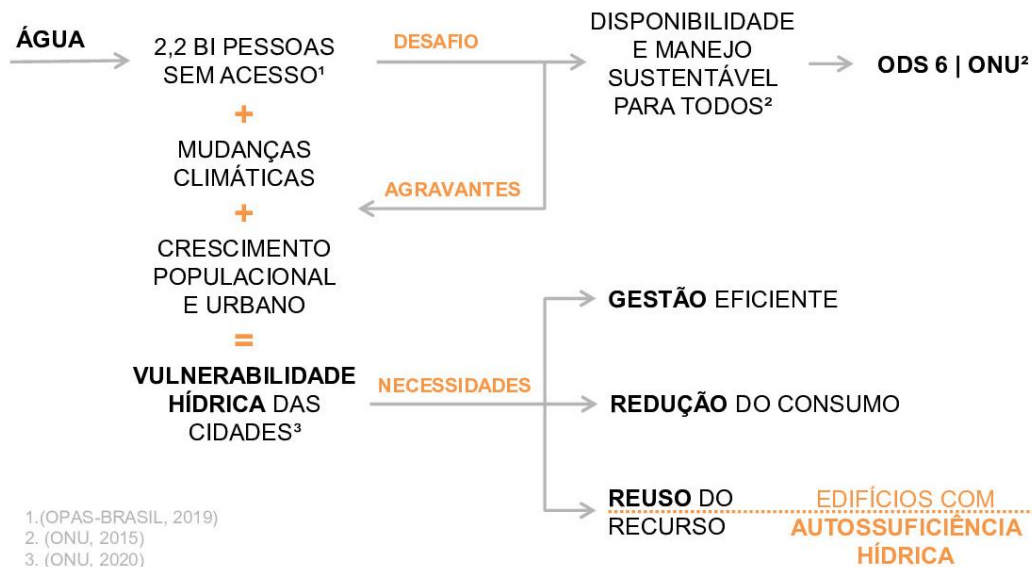 ÁGUA
2,2 BI PESSOAS
SEM ACESSO¹
+
MUDANÇAS
CLIMÁTICAS
+
CRESCIMENTO
POPULACIONAL
E URBANO
=
VULNERABILIDADE
HÍDRICA DAS
CIDADES³
DESAFIO
AGRAVANTES
DISPONIBILIDADE
E MANEJO
SUSTENTÁVEL
PARA TODOS²
ODS 6 | ONU²
NECESSIDADES
GESTÃO EFICIENTE
REDUÇÃO DO CONSUMO
REUSO DO
RECURSO
EDIFÍCIOS COM
AUTOSSUFICIÊNCIA
HÍDRICA
1.(OPAS-BRASIL, 2019)
2. (ONU, 2015)
3. (ONU, 2020)